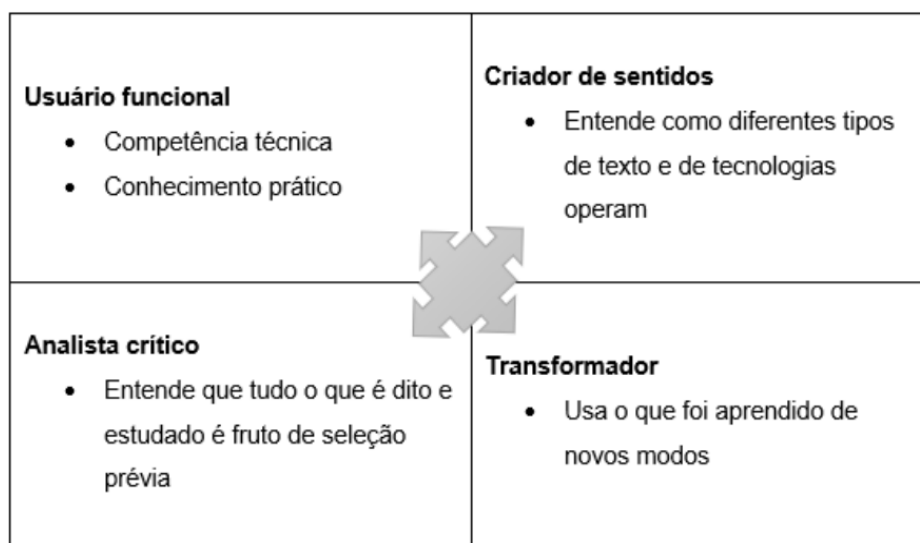 Usuário funcional
• Competência técnica
• Conhecimento prático
Criador de sentidos
• Entende como diferentes tipos
de texto e de tecnologias
operam
Analista crítico
• Entende que tudo o que é dito e
estudado é fruto de seleção
prévia
Transformador
• Usa o que foi aprendido de
novos modos